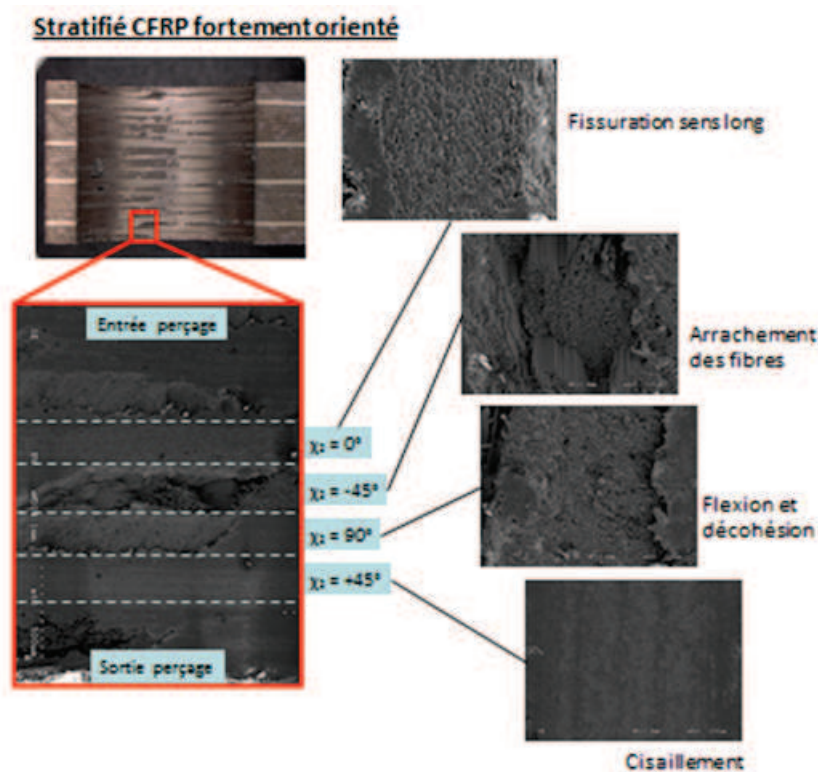 Stratifié CFRP fortement orienté
Fissuration sens long
Entrée perçage
Arrachement
des fibres
χ₂ = 0°
χ₂ = -45°
χ₂ = 90°
χ₂ = +45°
Flexion et
décohésion
Sortie perçage
Cisaillement